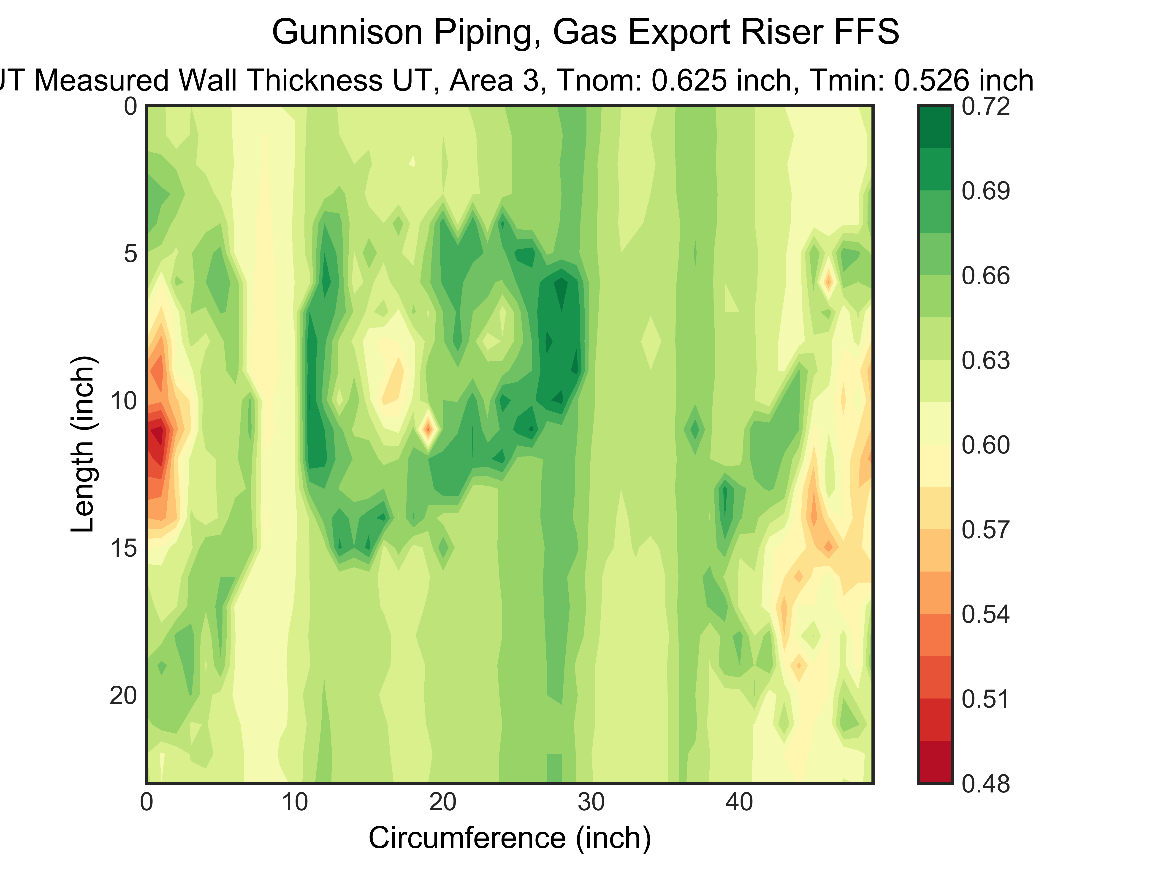 Gunnison Piping, Gas Export Riser FFS
UT Measured Wall Thickness UT, Area 3, Tnom: 0.625 inch, Tmin: 0.526 inch
0
5
10
15
20
Length (inch)
0 10 20 30 40
Circumference (inch)
0.72
0.69
0.66
0.63
0.60
0.57
0.54
0.51
0.48